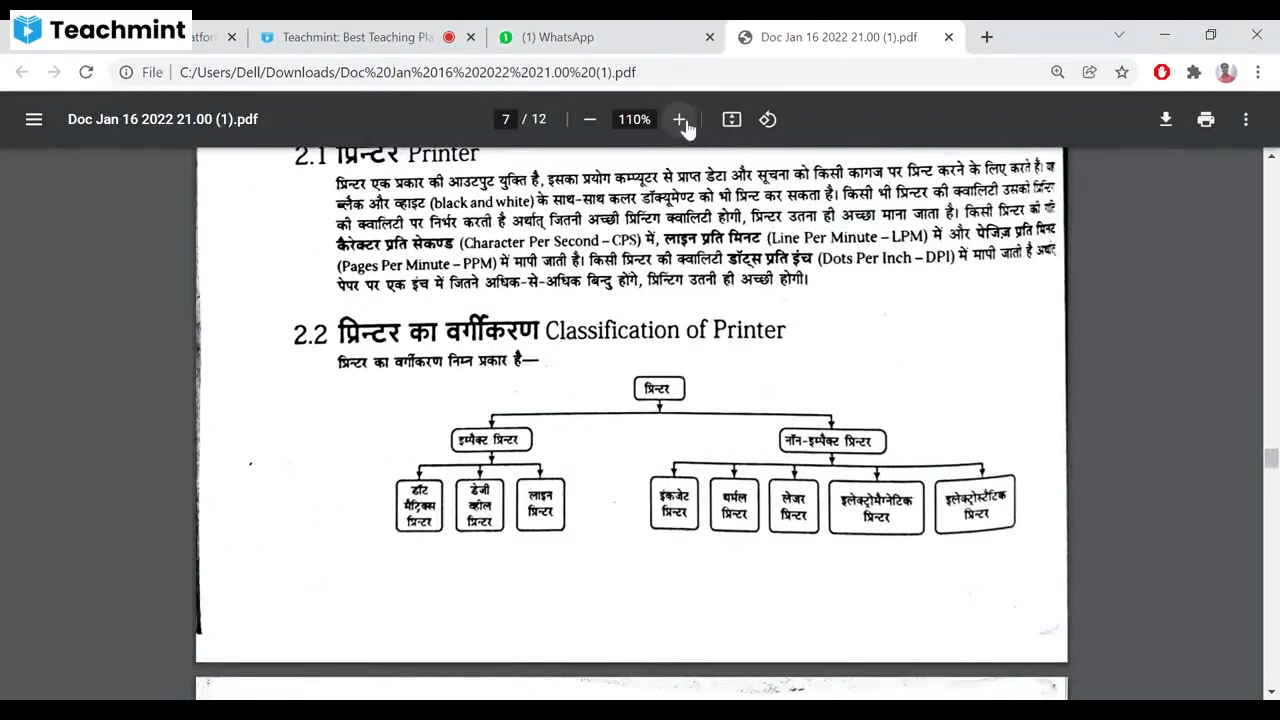 Teachmint
Teachmint: Best Teaching Pla
(1) WhatsApp
Doc Jan 16 2022 21.00 (1).pdf
File C:/Users/Dell/Downloads/Doc%20Jan%2016%202022%2021.00%20(1).pdf
Doc Jan 16 2022 21.00 (1).pdf
7 / 12
110%
2.1 प्रिन्टर Printer
प्रिन्टर एक प्रकार की आउटपुट युक्ति है, इसका प्रयोग कम्प्यूटर से प्राप्त डेटा और सूचना को किसी कागज पर प्रिन्ट करने के लिए करते है।
ब्लैक और व्हाइट (black and white) के साथ-साथ कलर डॉक्यूमेण्ट को भी प्रिन्ट कर सकता है। किसी भी प्रिन्टर की क्वालिटी उसकी प्रिन्टिंग
की क्वालिटी पर निर्भर करती है अर्थात् जितनी अच्छी प्रिन्टिंग क्वालिटी होगी, प्रिन्टर उतना ही अच्छा माना जाता है। किसी प्रिन्टर की गति
कैरेक्टर प्रति सेकण्ड (Character Per Second – CPS) में, लाइन प्रति मिनट (Line Per Minute – LPM) में और पेजिज़ प्रति मिनट
(Pages Per Minute – PPM) में मापी जाती है। किसी प्रिन्टर की क्वालिटी डॉट्स प्रति इंच (Dots Per Inch – DPI) में मापी जाती है अर्थात्
पेपर पर एक इंच में जितने अधिक-से-अधिक बिन्दु होंगे, प्रिन्टिंग उतनी ही अच्छी होगी।
2.2 प्रिन्टर का वर्गीकरण Classification of Printer
प्रिन्टर का वर्गीकरण निम्न प्रकार है—
प्रिन्टर
इम्पैक्ट प्रिन्टर
नॉन-इम्पैक्ट प्रिन्टर
डॉट
मैट्रिक्स
प्रिन्टर
डेजी
व्हील
प्रिन्टर
लाइन
प्रिन्टर
इंकजेट
प्रिन्टर
थर्मल
प्रिन्टर
लेजर
प्रिन्टर
इलेक्ट्रोमैग्नेटिक
प्रिन्टर
इलेक्ट्रोस्टैटिक
प्रिन्टर